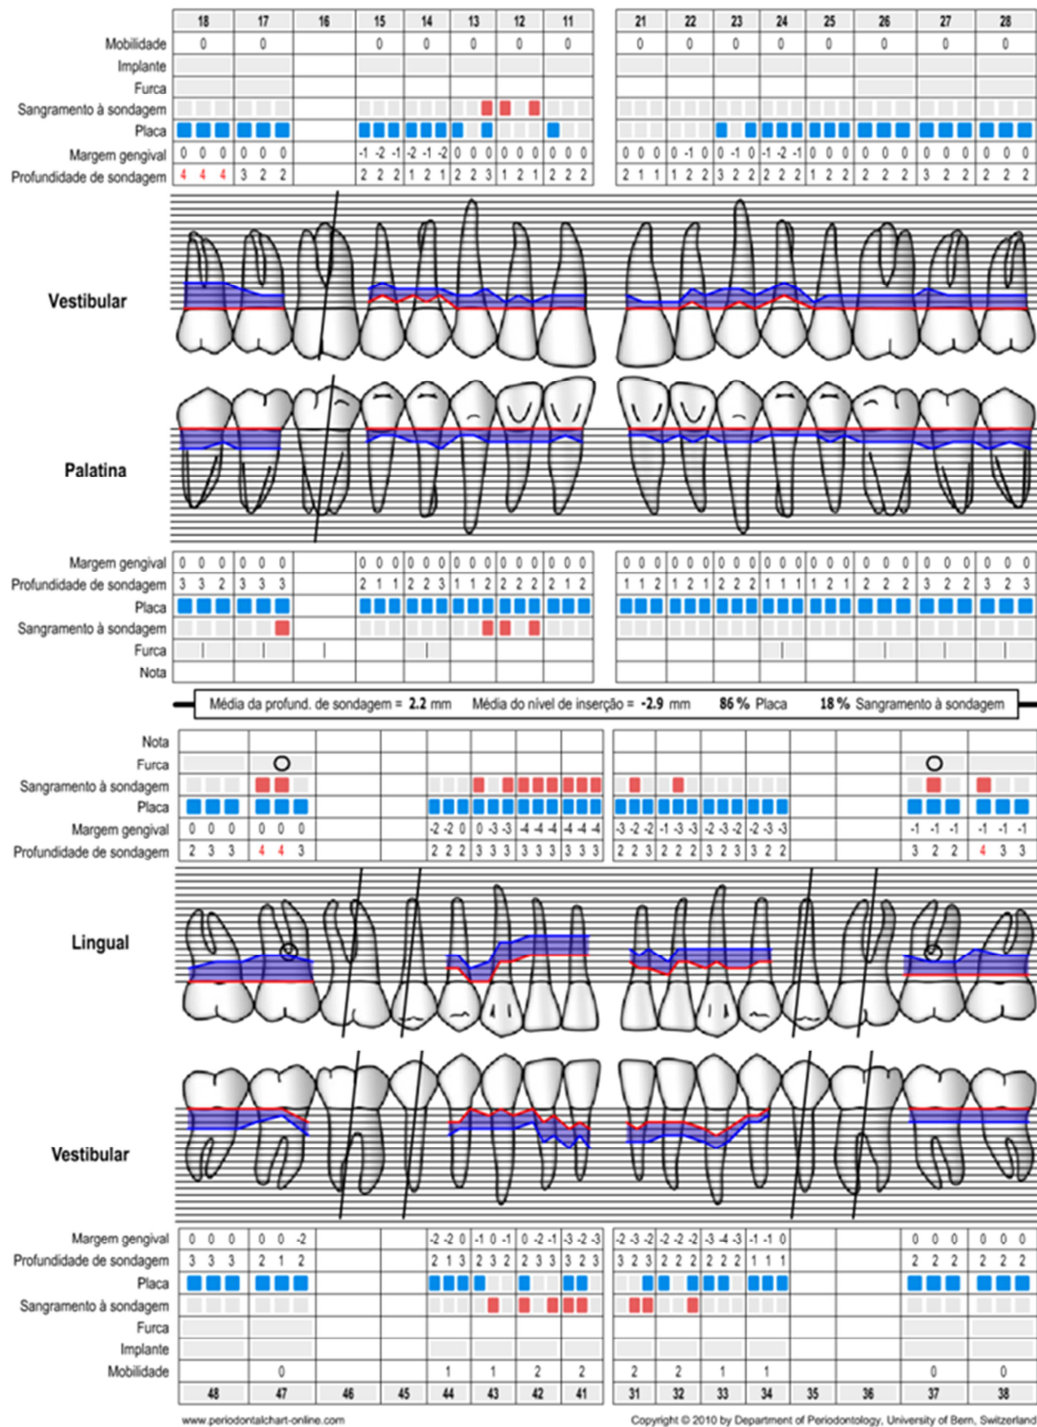 18 17 16 15 14 13 12 11 21 22 23 24 25 26 27 28
Mobilidade 0 0 0 0 0 0 0 0 0 0 0 0 0 0 0
Implante
Furca
Sangramento à sondagem
Placa
Margem gengival 0 0 0 0 0 0 -1 -2 -1 -2 -1 -2 0 0 0 0 0 0 0 0 0 0 0 0 0 -1 0 0 -1 0 -1 -2 -1 0 0 0 0 0 0 0 0 0 0 0 0
Profundidade de sondagem 4 4 4 3 2 2 2 2 2 1 2 1 2 2 3 1 2 1 2 2 2 2 1 1 1 2 2 3 2 2 2 2 2 1 2 2 2 2 2 3 2 2 2 2 2
Vestibular
Palatina
Margem gengival 0 0 0 0 0 0 0 0 0 0 0 0 0 0 0 0 0 0 0 0 0 0 0 0 0 0 0 0 0 0 0 0 0 0 0 0 0 0 0 0 0 0 0 0 0
Profundidade de sondagem 3 3 2 3 3 3 2 1 1 2 2 3 1 1 2 2 2 2 2 1 2 1 1 2 1 2 1 2 2 2 1 1 1 1 2 1 2 2 2 3 2 2 3 2 3
Placa
Sangramento à sondagem
Furca
Nota
Média da profund. de sondagem = 2.2 mm Média do nível de inserção = -2.9 mm 86 % Placa 18 % Sangramento à sondagem
Nota
Furca
Sangramento à sondagem
Placa
Margem gengival 0 0 0 0 0 0 -2 -2 0 0 -3 -3 -4 -4 -4 -4 -4 -4 -3 -2 -2 -1 -3 -3 -2 -3 -2 -2 -3 -3 -1 -1 -1 -1 -1 -1
Profundidade de sondagem 2 3 3 4 4 3 2 2 2 3 3 3 3 3 3 3 3 3 2 2 3 2 2 2 3 2 3 3 2 2 3 2 2 4 3 3
Lingual
Vestibular
Margem gengival 0 0 0 0 0 -2 -2 -2 0 -1 0 -1 0 -2 -1 -3 -2 -3 -2 -3 -2 -2 -2 -2 -3 -4 -3 -1 -1 0 0 0 0 0 0 0
Profundidade de sondagem 3 3 3 2 1 2 2 1 3 2 3 2 2 3 3 3 2 3 3 2 3 2 2 2 2 2 2 1 1 1 2 2 2 2 2 2
Placa
Sangramento à sondagem
Furca
Implante
Mobilidade 0 1 1 2 2 2 2 1 1 0 0
48 47 46 45 44 43 42 41 31 32 33 34 35 36 37 38
www.periodontalchart-online.com Copyright © 2010 by Department of Periodontology, University of Bern, Switzerland